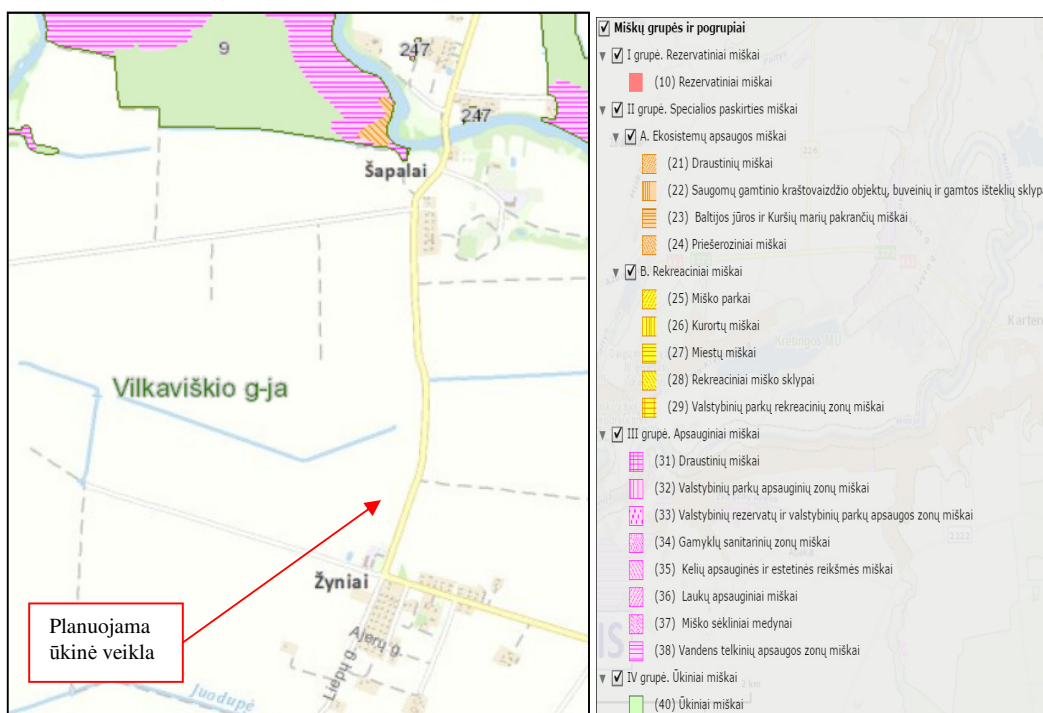 9
247
247
Šapalai
Vilkaviškio g-ja
Žyniai
Ajerų g.
Liepų g.
Juodupė
Planuojama
ūkinė veikla
Miškų grupės ir pogrupiai
I grupė. Rezervatiniai miškai
(10) Rezervatiniai miškai
II grupė. Specialios paskirties miškai
A. Ekosistemų apsaugos miškai
(21) Draustinių miškai
(22) Saugomų gamtinio kraštovaizdžio objektų, buveinių ir gamtos išteklių sklyp
(23) Baltijos jūros ir Kuršių marių pakrančių miškai
(24) Priešeroziniai miškai
B. Rekreaciniai miškai
(25) Miško parkai
(26) Kurortų miškai
(27) Miestų miškai
(28) Rekreaciniai miško sklypai
(29) Valstybinių parkų rekreacinių zonų miškai
III grupė. Apsauginiai miškai
(31) Draustinių miškai
(32) Valstybinių parkų apsauginių zonų miškai
(33) Valstybinių rezervatų ir valstybinių parkų apsaugos zonų miškai
(34) Gamyklų sanitarinių zonų miškai
(35) Kelių apsauginės ir estetinės reikšmės miškai
(36) Laukų apsauginiai miškai
(37) Miško sėkliniai medynai
(38) Vandens telkinių apsaugos zonų miškai
IV grupė. Ūkiniai miškai
(40) Ūkiniai miškai
Kretingos MU
Karten
2322
2 km